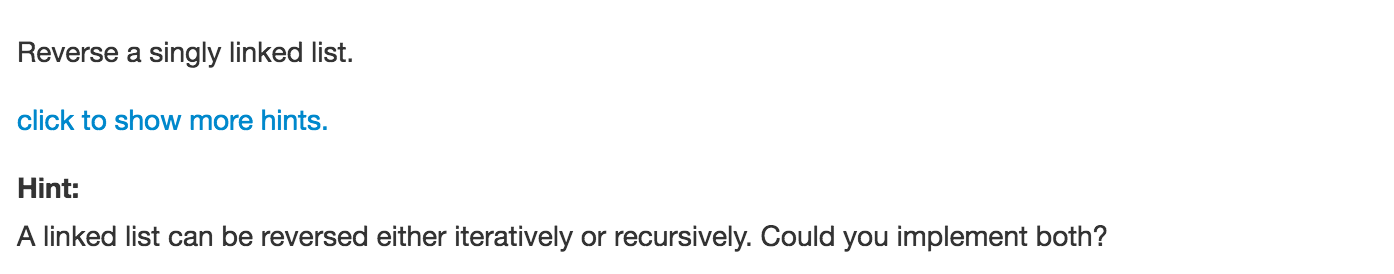 Reverse a singly linked list.
click to show more hints.
Hint:
A linked list can be reversed either iteratively or recursively. Could you implement both?